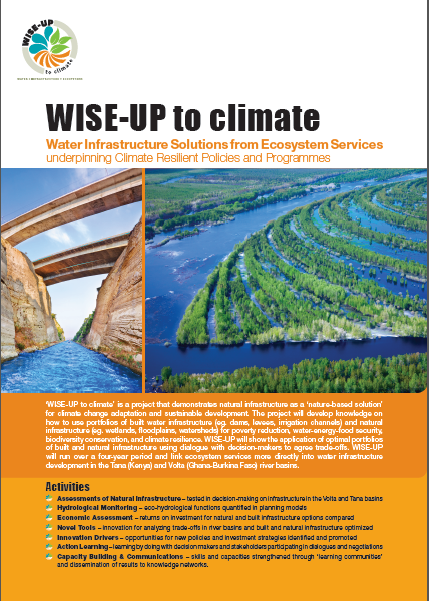 WISE-UP
to climate
WISE-UP to climate
Water Infrastructure Solutions from Ecosystem Services
underpinning Climate Resilient Policies and Programmes
'WISE-UP to climate' is a project that demonstrates natural infrastructure as a 'nature-based solution'
for climate change adaptation and sustainable development. The project will develop knowledge on
how to use portfolios of built water infrastructure (eg. dams, levees, irrigation channels) and natural
infrastructure (eg. wetlands, floodplains, watersheds) for poverty reduction, water-energy-food security,
biodiversity conservation, and climate resilience. WISE-UP will show the application of optimal portfolios
of built and natural infrastructure using dialogue with decision-makers to agree trade-offs. WISE-UP
will run over a four-year period and link ecosystem services more directly into water infrastructure
development in the Tana (Kenya) and Volta (Ghana-Burkina Faso) river basins.
Activities
Assessments of Natural Infrastructure – tested in decision-making on infrastructure in the Volta and Tana basins
Hydrological Monitoring – eco-hydrological functions quantified in planning models
Economic Assessment – returns on investment for natural and built infrastructure options compared
Novel Tools – innovation for analyzing trade-offs in river basins and built and natural infrastructure optimized
Innovation Drivers – opportunities for new policies and investment strategies identified and promoted
Action Learning – learning by doing with decision makers and stakeholders participating in dialogues and negotiations
Capacity Building & Communications – skills and capacities strengthened through 'learning communities'
and dissemination of results to knowledge networks.